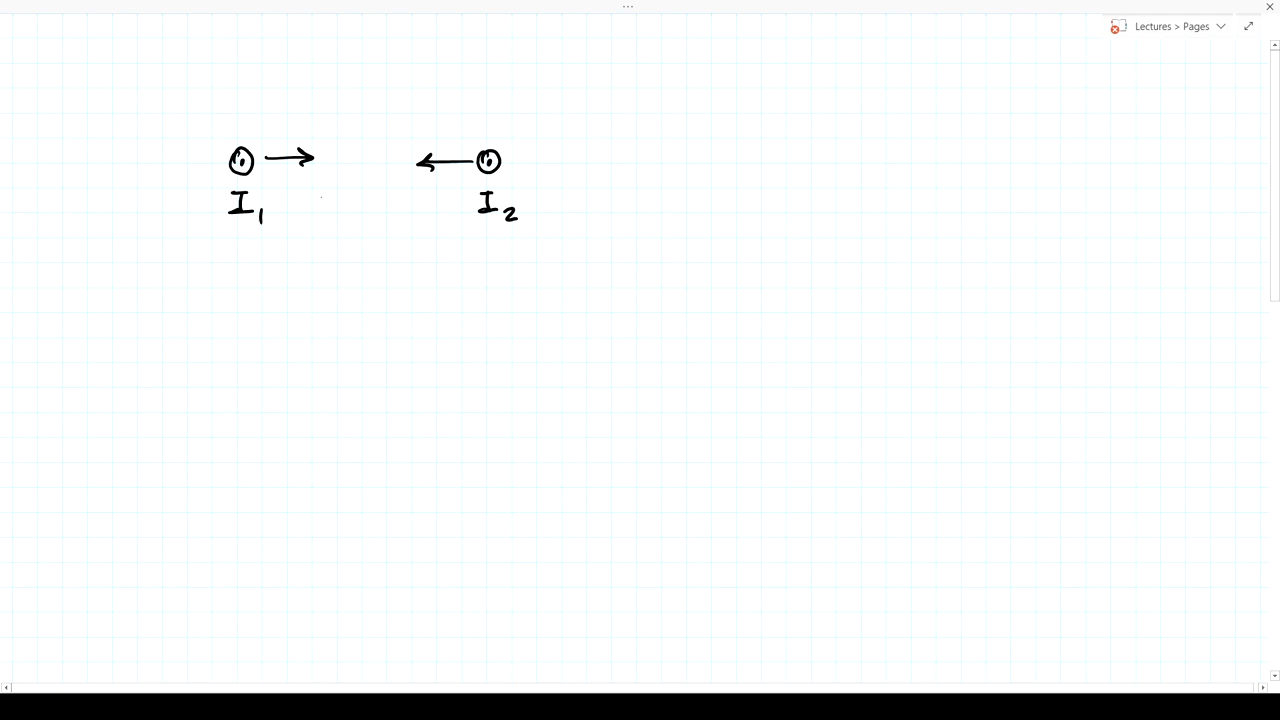 Lectures > Pages
I₁ I₂